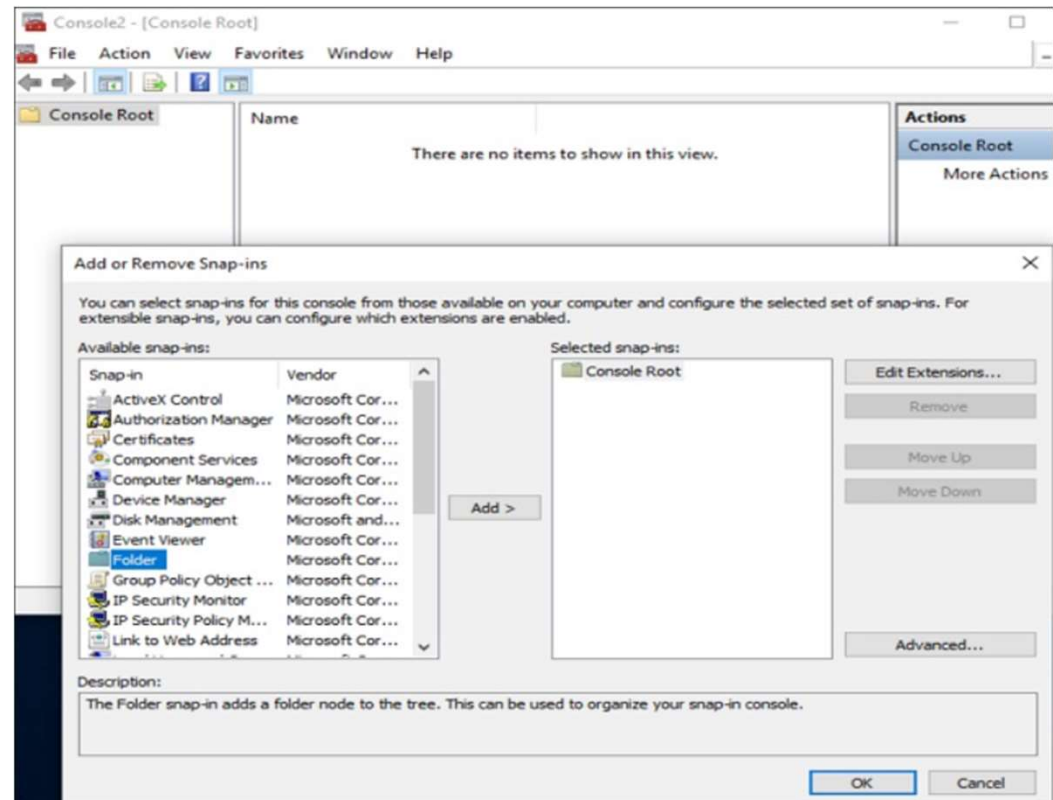 Console2 - [Console Root]
File Action View Favorites Window Help
Console Root
Name
There are no items to show in this view.
Actions
Console Root
More Actions
Add or Remove Snap-ins
You can select snap-ins for this console from those available on your computer and configure the selected set of snap-ins. For
extensible snap-ins, you can configure which extensions are enabled.
Available snap-ins:
Snap-in Vendor
ActiveX Control Microsoft Cor...
Authorization Manager Microsoft Cor...
Certificates Microsoft Cor...
Component Services Microsoft Cor...
Computer Managem... Microsoft Cor...
Device Manager Microsoft Cor...
Disk Management Microsoft and...
Event Viewer Microsoft Cor...
Folder Microsoft Cor...
Group Policy Object ... Microsoft Cor...
IP Security Monitor Microsoft Cor...
IP Security Policy M... Microsoft Cor...
Link to Web Address Microsoft Cor...
Add >
Selected snap-ins:
Console Root
Edit Extensions...
Remove
Move Up
Move Down
Advanced...
Description:
The Folder snap-in adds a folder node to the tree. This can be used to organize your snap-in console.
OK Cancel